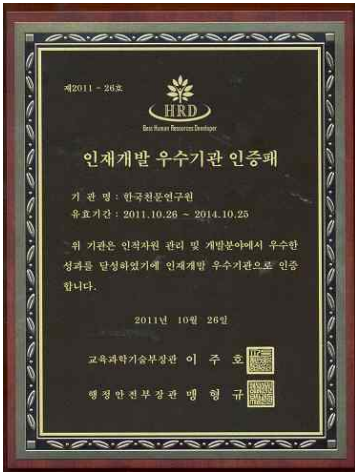 제2011 - 26호
HRD
Best Human Resources Developer
인재개발 우수기관 인증패
기 관 명 : 한국천문연구원
유효기간 : 2011.10.26 ~ 2014.10.25
위 기관은 인적자원 관리 및 개발분야에서 우수한
성과를 달성하였기에 인재개발 우수기관으로 인증
합니다.
2011년 10월 26일
교육과학기술부장관 이 주 호
행정안전부장관 맹 형 규